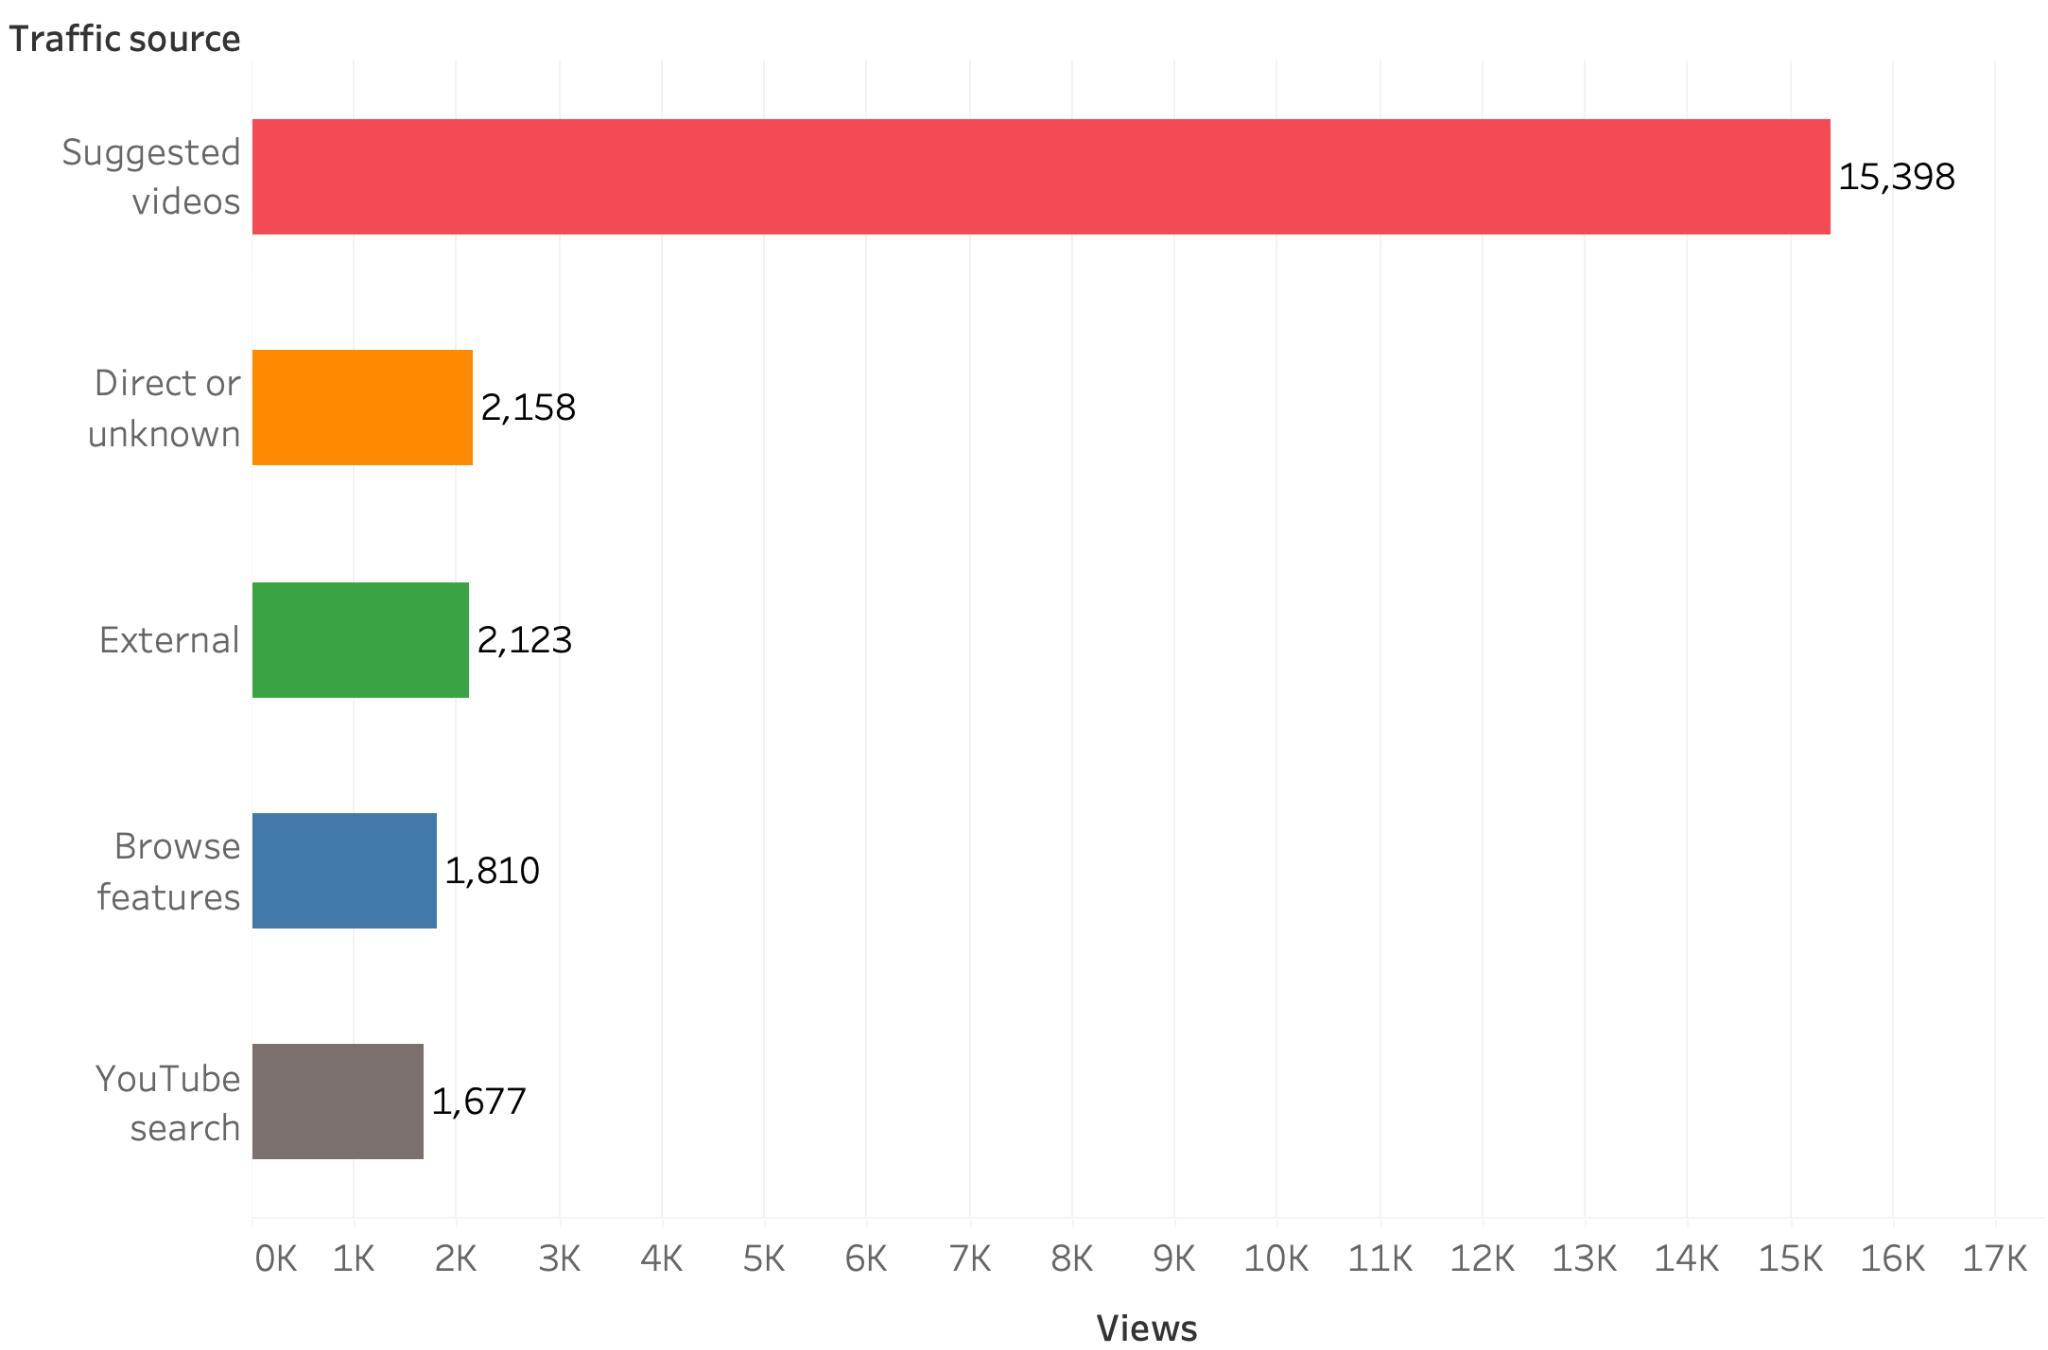 Traffic source
Suggested
videos
15,398
Direct or
unknown
2,158
External
2,123
Browse
features
1,810
YouTube
search
1,677
0K 1K 2K 3K 4K 5K 6K 7K 8K 9K 10K 11K 12K 13K 14K 15K 16K 17K
Views